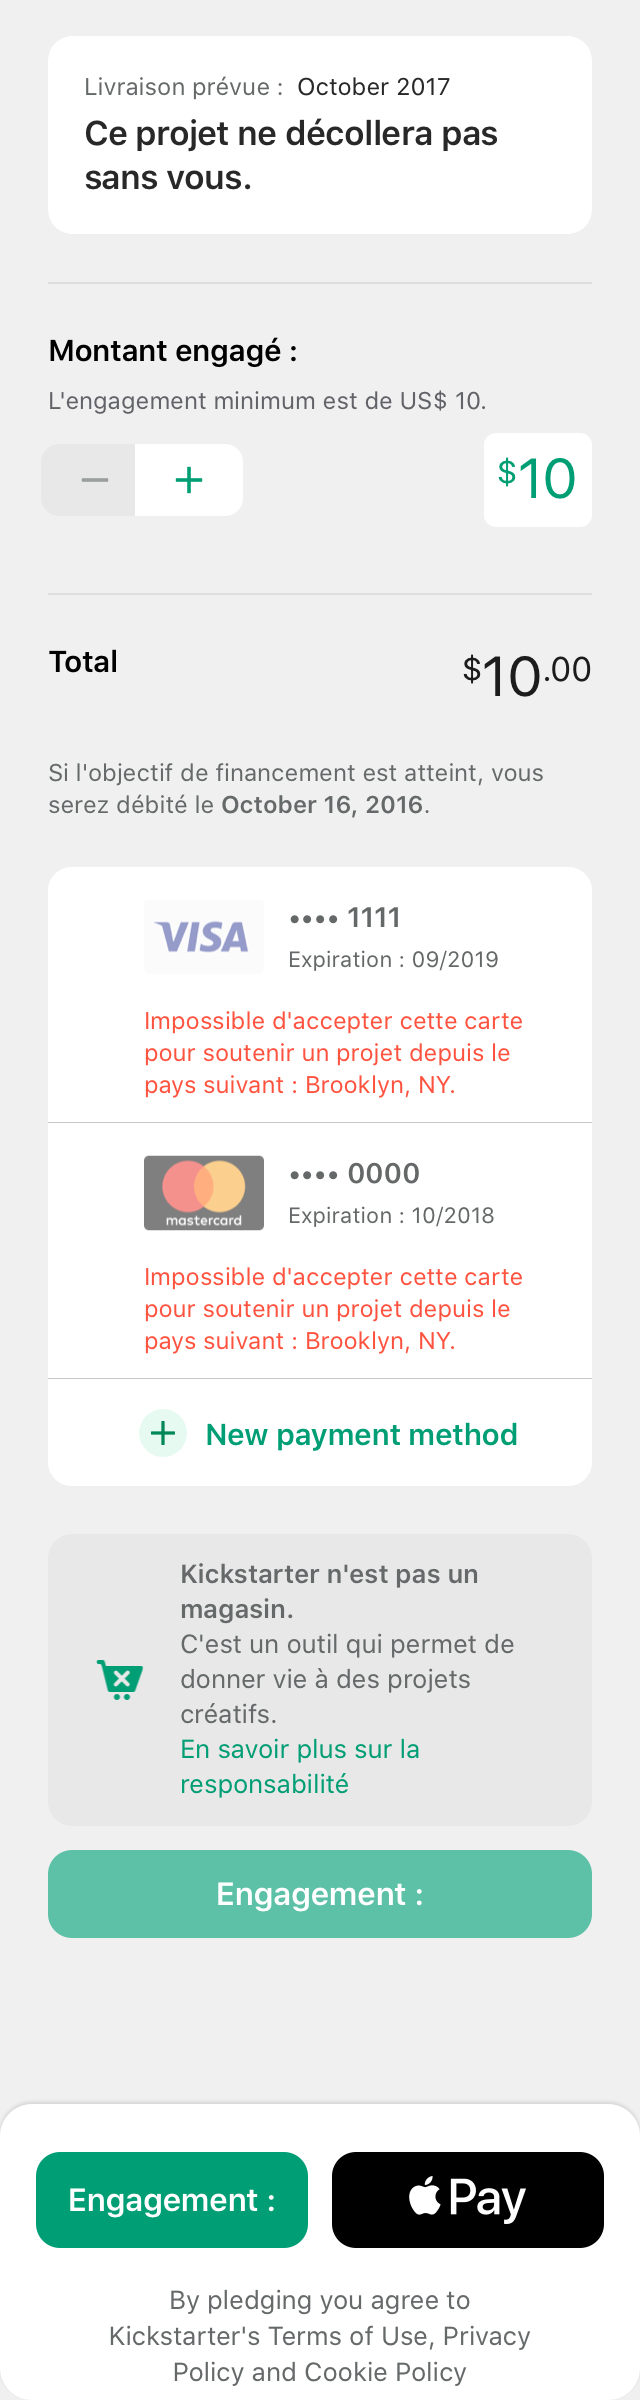 Livraison prévue : October 2017
Ce projet ne décollera pas
sans vous.
Montant engagé :
L'engagement minimum est de US$ 10.
$10
Total
$10.00
Si l'objectif de financement est atteint, vous
serez débité le October 16, 2016.
VISA
•••• 1111
Expiration : 09/2019
Impossible d'accepter cette carte
pour soutenir un projet depuis le
pays suivant : Brooklyn, NY.
mastercard
•••• 0000
Expiration : 10/2018
Impossible d'accepter cette carte
pour soutenir un projet depuis le
pays suivant : Brooklyn, NY.
New payment method
Kickstarter n'est pas un
magasin.
C'est un outil qui permet de
donner vie à des projets
créatifs.
En savoir plus sur la
responsabilité
Engagement :
Engagement :
Pay
By pledging you agree to
Kickstarter's Terms of Use, Privacy
Policy and Cookie Policy